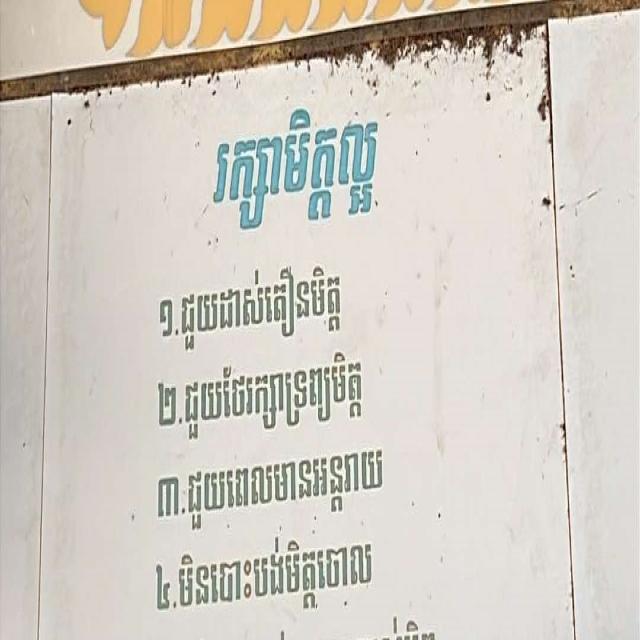 រក្សាមិត្តល្អ
១.ជួយដាស់តឿនមិត្ត
២.ជួយថែរក្សាទ្រព្យមិត្ត
៣.ជួយពេលមានអន្តរាយ
៤.មិនបោះបង់មិត្តចោល